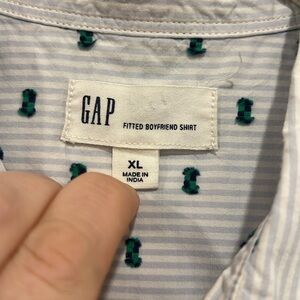 GAP FITTED BOYFRIEND SHIRT
XL
MADE IN
INDIA